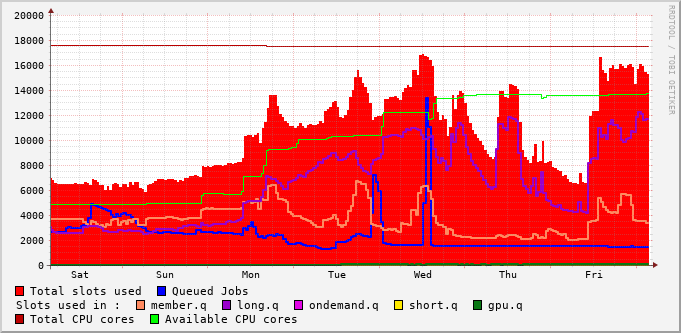 20000
18000
16000
14000
12000
10000
8000
6000
4000
2000
0
Sat Sun Mon Tue Wed Thu Fri
RRDTOOL / TOBI OETIKER
Total slots used Queued Jobs
Slots used in : member.q long.q ondemand.q short.q gpu.q
Total CPU cores Available CPU cores